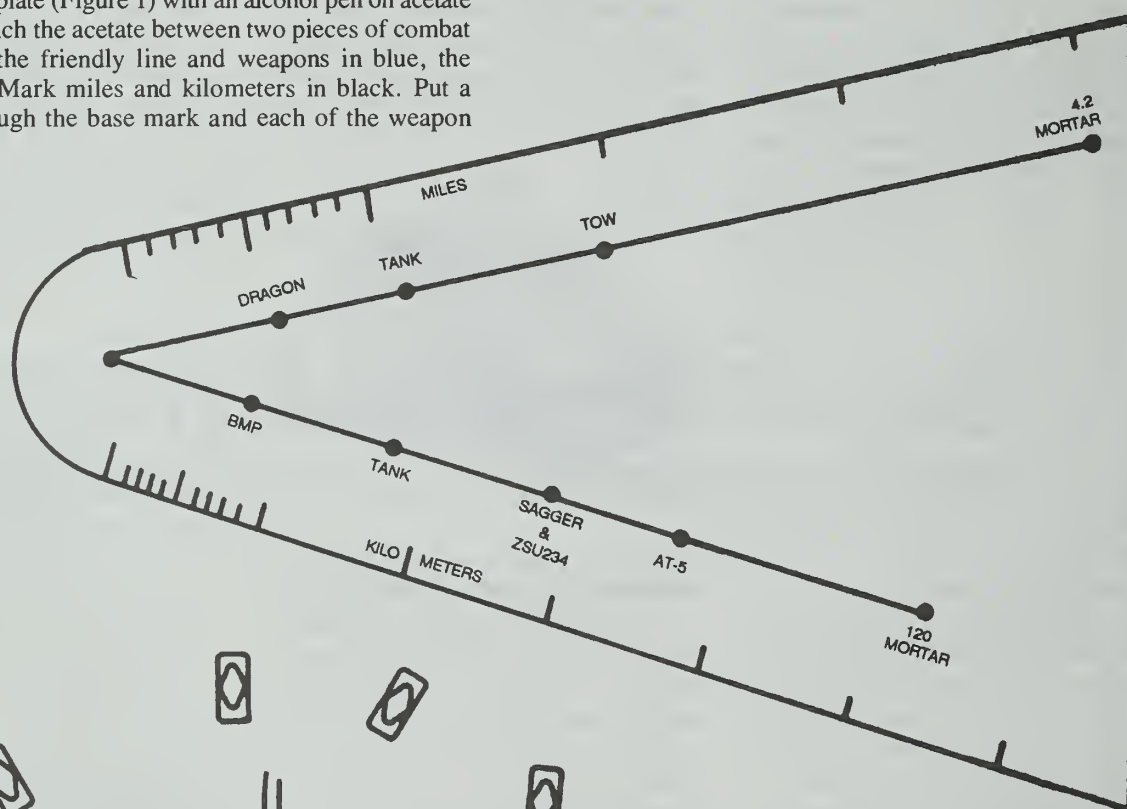 plate (Figure 1) with an alcohol pen on acetate
ch the acetate between two pieces of combat
the friendly line and weapons in blue, the
Mark miles and kilometers in black. Put a
ugh the base mark and each of the weapon
4.2
MORTAR
MILES
TOW
TANK
DRAGON
BMP
TANK
SAGGER
&
ZSU234
AT-5
KILO METERS
120
MORTAR